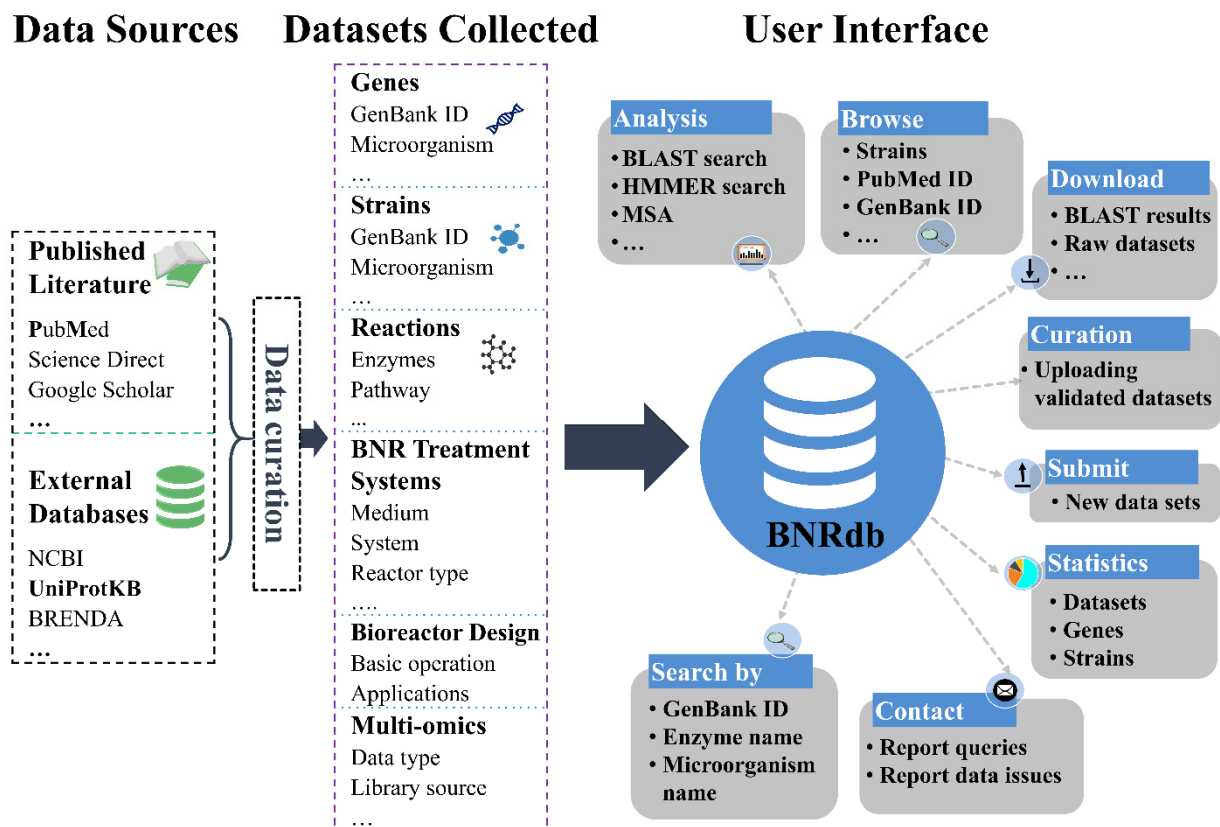 Data Sources
Datasets Collected
User Interface
Published
Literature
PubMed
Science Direct
Google Scholar
...
External
Databases
NCBI
UniProtKB
BRENDA
...
Data curation
Genes
GenBank ID
Microorganism
...
Strains
GenBank ID
Microorganism
...
Reactions
Enzymes
Pathway
...
BNR Treatment
Systems
Medium
System
Reactor type
....
Bioreactor Design
Basic operation
Applications
Multi-omics
Data type
Library source
...
BNRdb
Analysis
• BLAST search
• HMMER search
• MSA
• ...
Browse
• Strains
• PubMed ID
• GenBank ID
• ...
Download
• BLAST results
• Raw datasets
• ...
Curation
• Uploading
validated datasets
Submit
• New data sets
Statistics
• Datasets
• Genes
• Strains
Contact
• Report queries
• Report data issues
Search by
• GenBank ID
• Enzyme name
• Microorganism
name